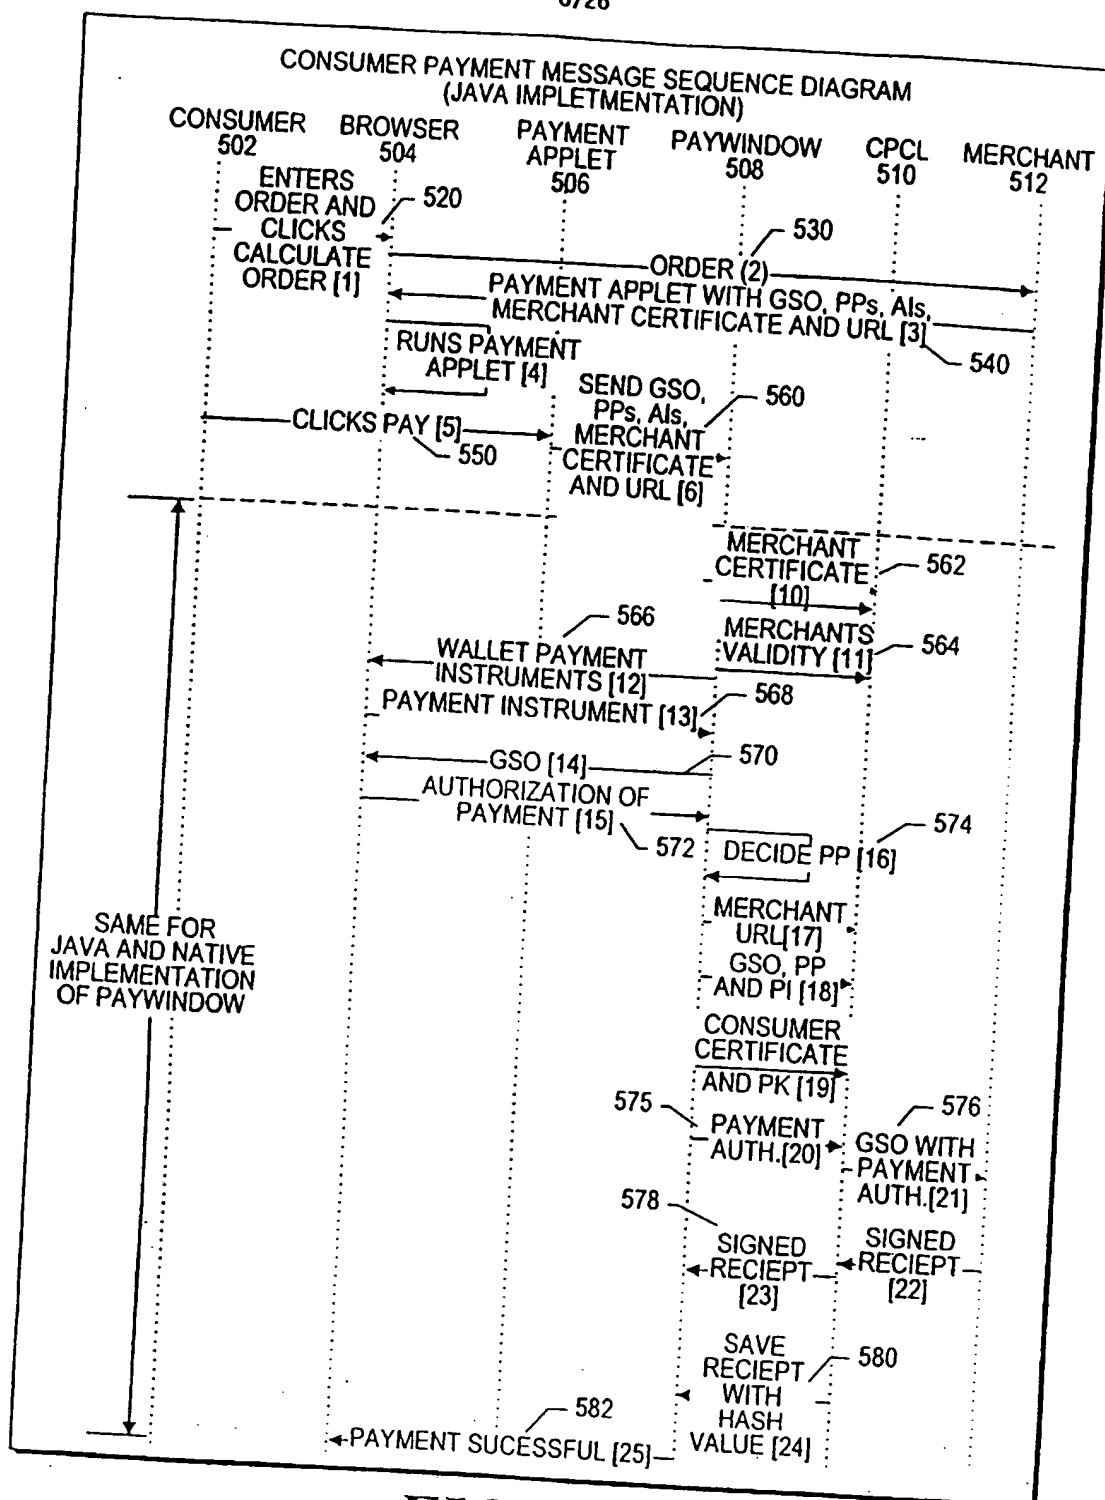 CONSUMER PAYMENT MESSAGE SEQUENCE DIAGRAM
(JAVA IMPLETMENTATION)
CONSUMER
502
BROWSER
504
PAYMENT
APPLET
506
PAYWINDOW
508
CPCL
510
MERCHANT
512
ENTERS
ORDER AND
CLICKS
CALCULATE
ORDER [1]
520
530
ORDER (2)
PAYMENT APPLET WITH GSO, PPs, AIs,
MERCHANT CERTIFICATE AND URL [3]
540
RUNS PAYMENT
APPLET [4]
CLICKS PAY [5]
550
SEND GSO,
PPs, AIs,
MERCHANT
CERTIFICATE
AND URL [6]
560
MERCHANT
CERTIFICATE
[10]
562
MERCHANTS
VALIDITY [11]
564
566
WALLET PAYMENT
INSTRUMENTS [12]
PAYMENT INSTRUMENT [13]
568
GSO [14]
570
AUTHORIZATION OF
PAYMENT [15]
572
574
DECIDE PP [16]
MERCHANT
URL[17]
GSO, PP
AND PI [18]
CONSUMER
CERTIFICATE
AND PK [19]
575
PAYMENT
AUTH.[20]
576
GSO WITH
PAYMENT
AUTH.[21]
578
SIGNED
RECIEPT
[23]
SIGNED
RECIEPT
[22]
SAVE
RECIEPT
WITH
HASH
VALUE [24]
580
582
PAYMENT SUCESSFUL [25]
SAME FOR
JAVA AND NATIVE
IMPLEMENTATION
OF PAYWINDOW